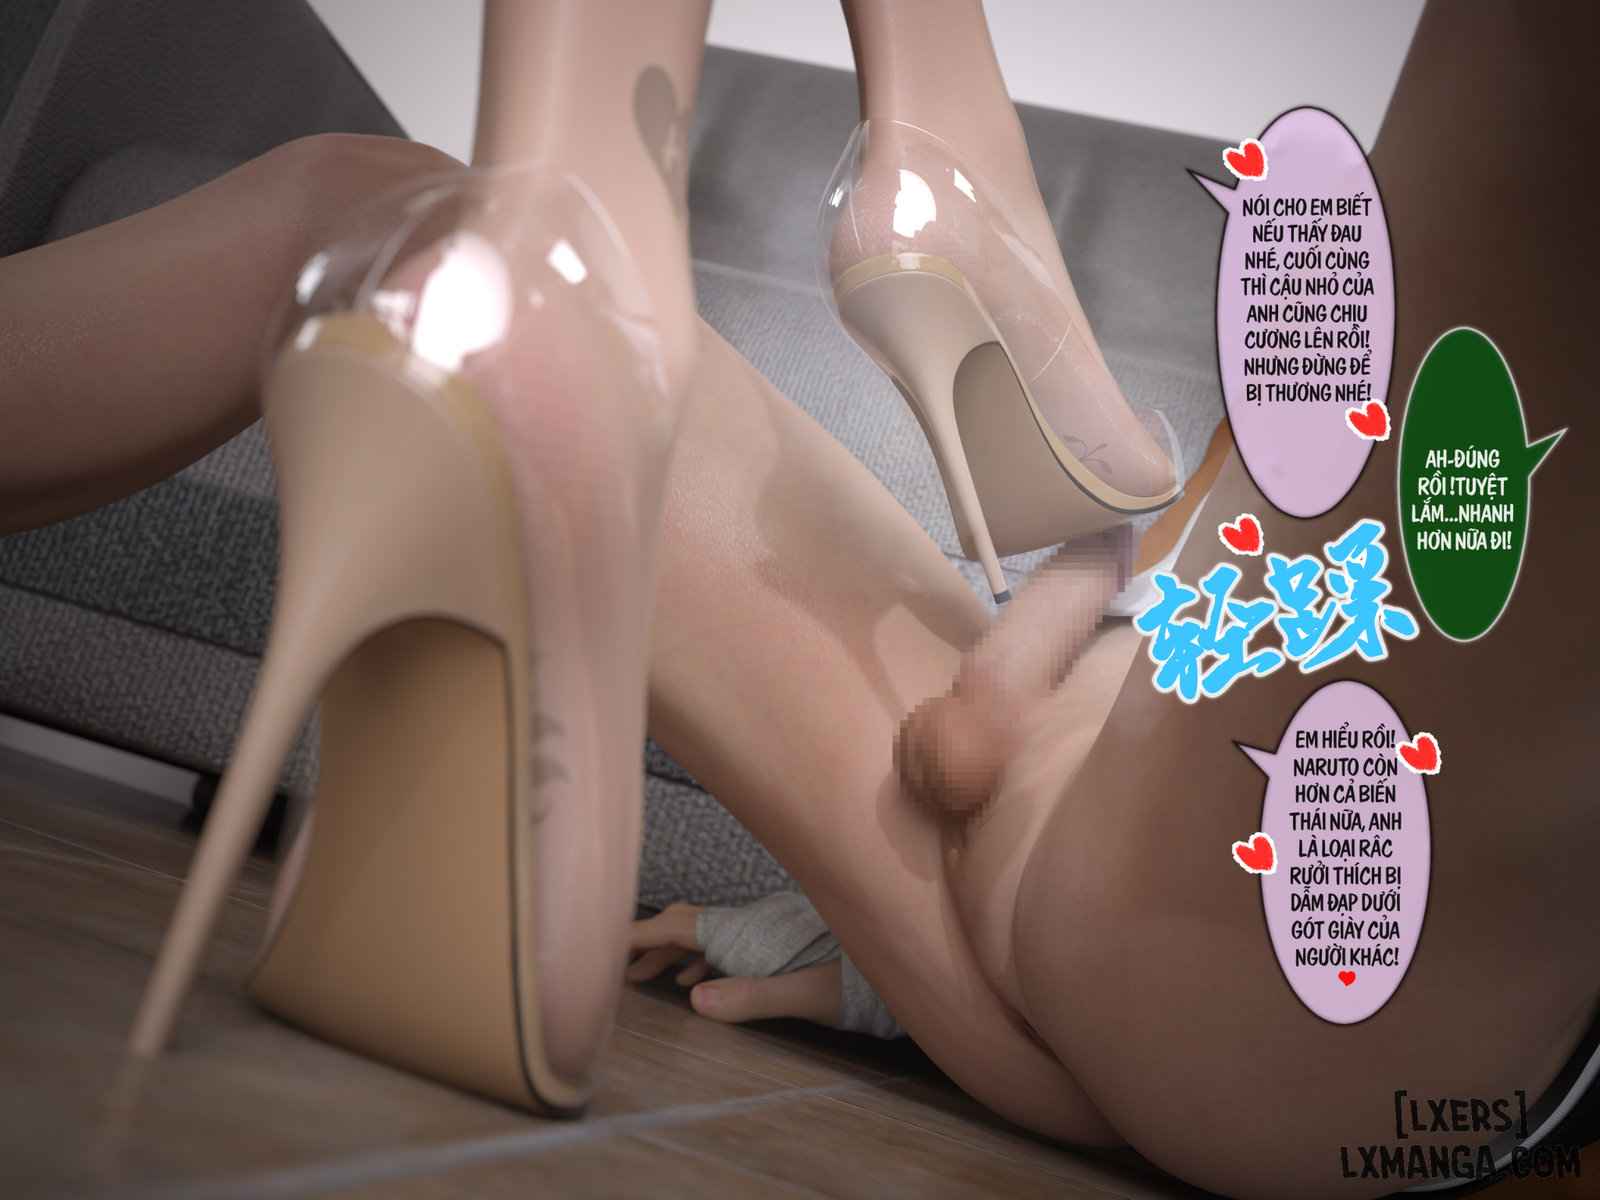 NÓI CHO EM BIẾT
NẾU THẤY ĐAU
NHÉ, CUỐI CÙNG
THÌ CẬU NHỎ CỦA
ANH CŨNG CHỊU
CƯƠNG LÊN RỒI!
NHƯNG ĐỪNG ĐỂ
BỊ THƯƠNG NHÉ!
AH-ĐÚNG
RỒI !TUYỆT
LẮM...NHANH
HƠN NỮA ĐI!
輕踩
EM HIỂU RỒI!
NARUTO CÒN
HƠN CẢ BIẾN
THÁI NỮA, ANH
LÀ LOẠI RÂC
RƯỞI THÍCH BỊ
DẪM ĐẠP DƯỚI
GÓT GIÀY CỦA
NGƯỜI KHÁC!
[LXERS]
LXMANGA.COM